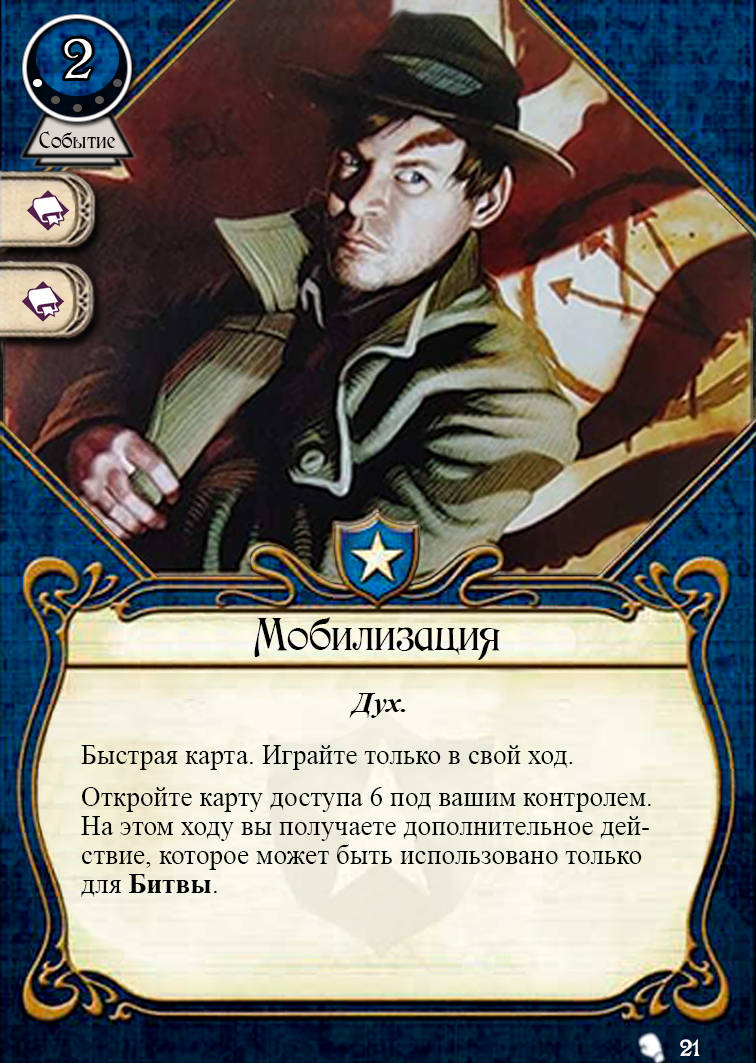 2
Событие
Мобилизация
Дух.
Быстрая карта. Играйте только в свой ход.
Откройте карту доступа 6 под вашим контролем.
На этом ходу вы получаете дополнительное дей-
ствие, которое может быть использовано только
для Битвы.
21